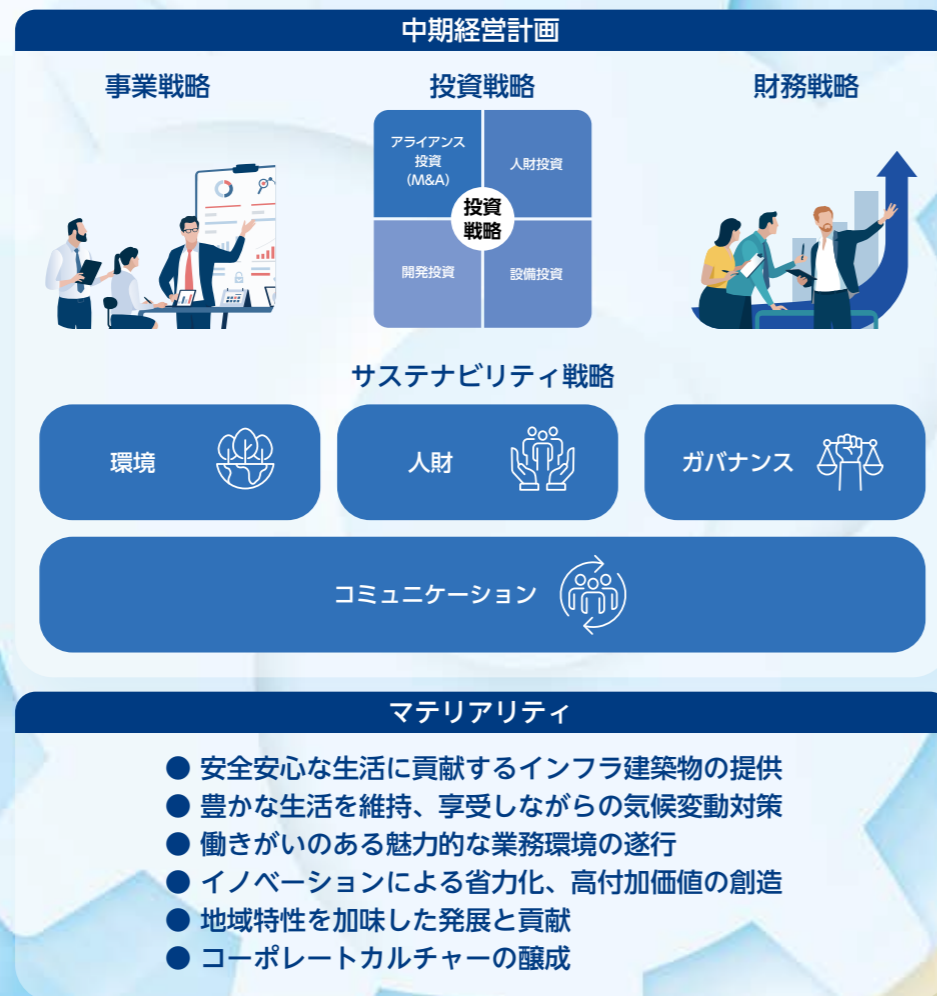 中期経営計画
事業戦略
投資戦略
財務戦略
アライアンス
投資
(M&A)
人財投資
投資
戦略
開発投資
設備投資
サステナビリティ戦略
環境
人財
ガバナンス
コミュニケーション
マテリアリティ
● 安全安心な生活に貢献するインフラ建築物の提供
● 豊かな生活を維持、享受しながらの気候変動対策
● 働きがいのある魅力的な業務環境の遂行
● イノベーションによる省力化、高付加価値の創造
● 地域特性を加味した発展と貢献
● コーポレートカルチャーの醸成